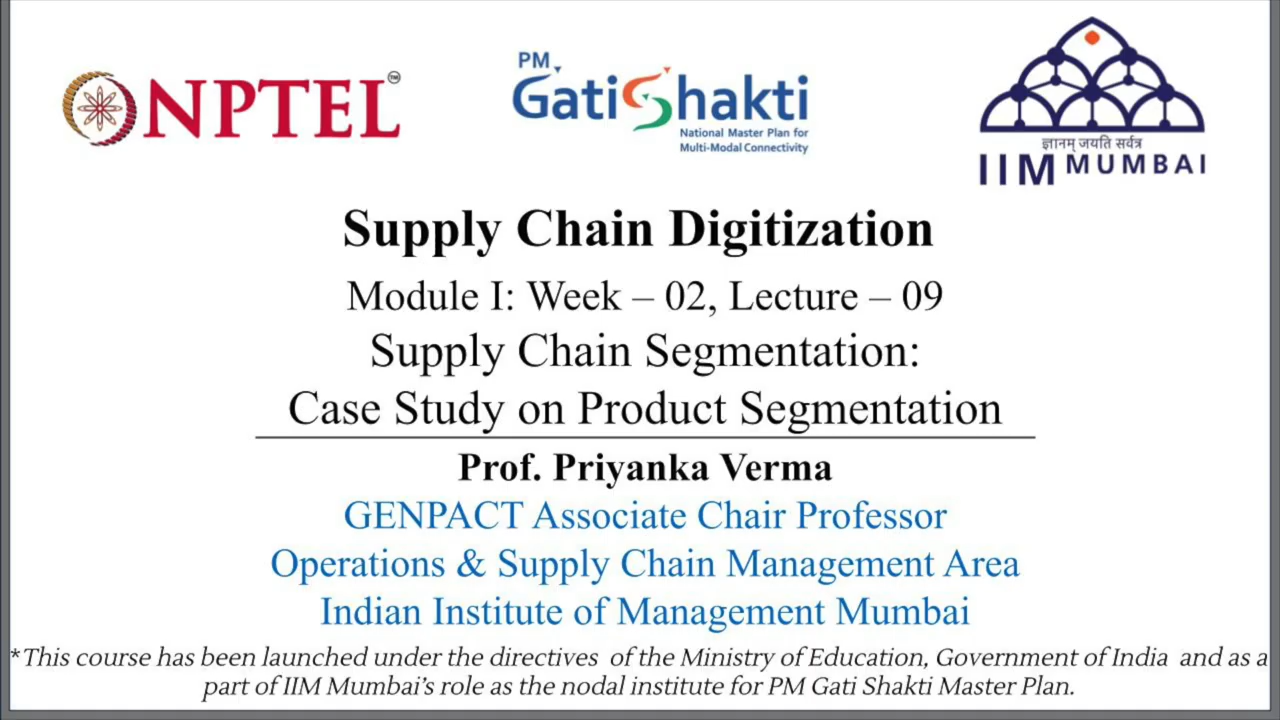 NPTEL™
PM
GatiShakti
National Master Plan for
Multi-Modal Connectivity
ज्ञानम् जयति सर्वत्र
IIM MUMBAI
Supply Chain Digitization
Module I: Week – 02, Lecture – 09
Supply Chain Segmentation:
Case Study on Product Segmentation
Prof. Priyanka Verma
GENPACT Associate Chair Professor
Operations & Supply Chain Management Area
Indian Institute of Management Mumbai
*This course has been launched under the directives of the Ministry of Education, Government of India and as a
part of IIM Mumbai's role as the nodal institute for PM Gati Shakti Master Plan.